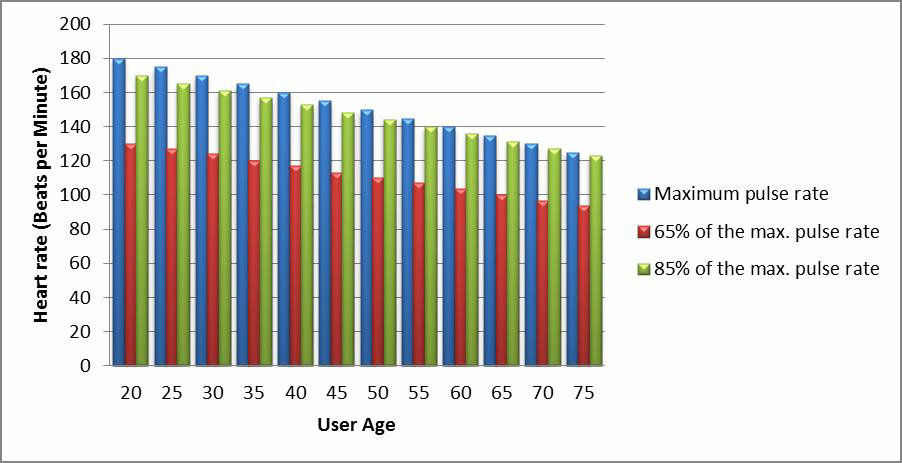 200
180
160
140
120
100
80
60
40
20
0
Heart rate (Beats per Minute)
20 25 30 35 40 45 50 55 60 65 70 75
User Age
Maximum pulse rate
65% of the max. pulse rate
85% of the max. pulse rate